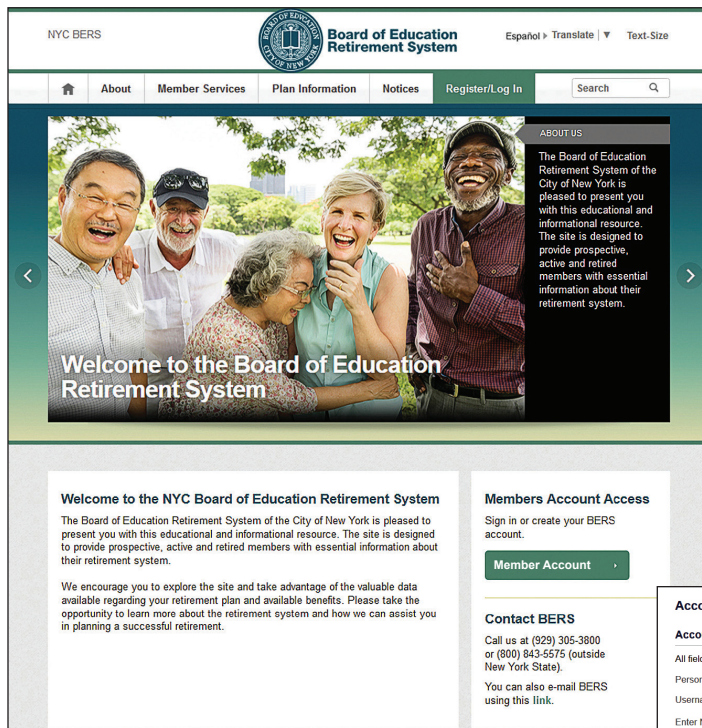 NYC BERS
BOARD OF EDUCATION
CITY OF NEW YORK
Board of Education
Retirement System
Español Translate | ▼ Text-Size
About Member Services Plan Information Notices Register/Log In Search
ABOUT US
The Board of Education
Retirement System of the
City of New York is
pleased to present you
with this educational and
informational resource.
The site is designed to
provide prospective,
active and retired
members with essential
information about their
retirement system.
Welcome to the Board of Education
Retirement System
Welcome to the NYC Board of Education Retirement System
The Board of Education Retirement System of the City of New York is pleased to
present you with this educational and informational resource. The site is designed
to provide prospective, active and retired members with essential information about
their retirement system.
We encourage you to explore the site and take advantage of the valuable data
available regarding your retirement plan and available benefits. Please take the
opportunity to learn more about the retirement system and how we can assist you
in planning a successful retirement.
Members Account Access
Sign in or create your BERS
account.
Member Account
Contact BERS
Call us at (929) 305-3800
or (800) 843-5575 (outside
New York State).
You can also e-mail BERS
using this link.
All
Enter